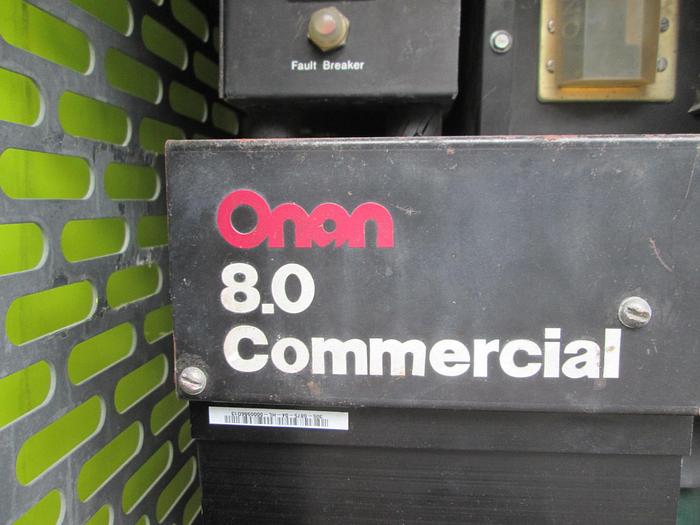 Fault Breaker
Onan
8.0
Commercial